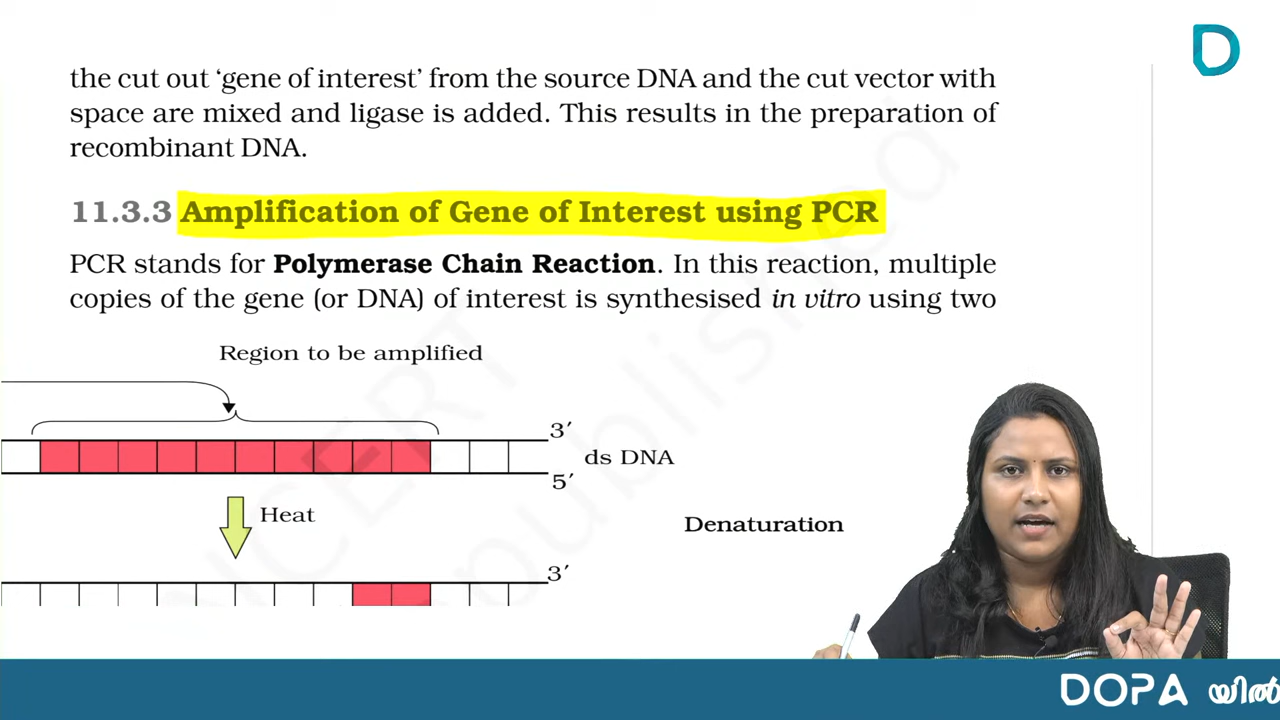 the cut out ‘gene of interest’ from the source DNA and the cut vector with
space are mixed and ligase is added. This results in the preparation of
recombinant DNA.
11.3.3 Amplification of Gene of Interest using PCR
PCR stands for Polymerase Chain Reaction. In this reaction, multiple
copies of the gene (or DNA) of interest is synthesised in vitro using two
Region to be amplified
3′
ds DNA
5′
Heat
Denaturation
3′
DOPA യിൽ